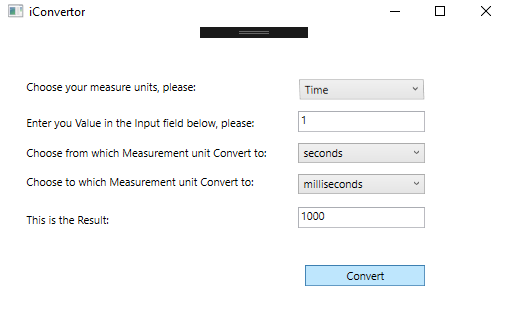 iConvertor
Choose your measure units, please:
Time
Enter you Value in the Input field below, please:
1
Choose from which Measurement unit Convert to:
seconds
Choose to which Measurement unit Convert to:
milliseconds
This is the Result:
1000
Convert